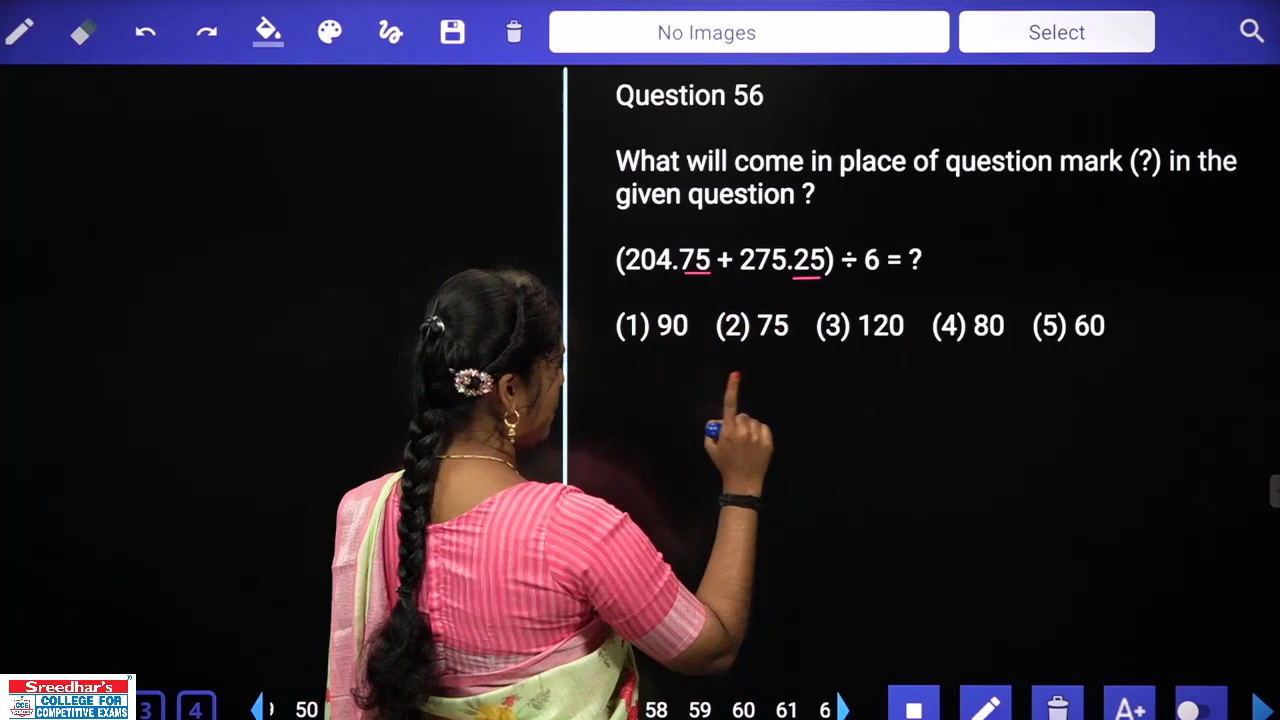 No Images
Select
Question 56
What will come in place of question mark (?) in the
given question ?
(204.75 + 275.25) ÷ 6 = ?
(1) 90 (2) 75 (3) 120 (4) 80 (5) 60
Sreedhar's
CCE
COLLEGE FOR
COMPETITIVE EXAMS
3 4 50 58 59 60 61 6
A+